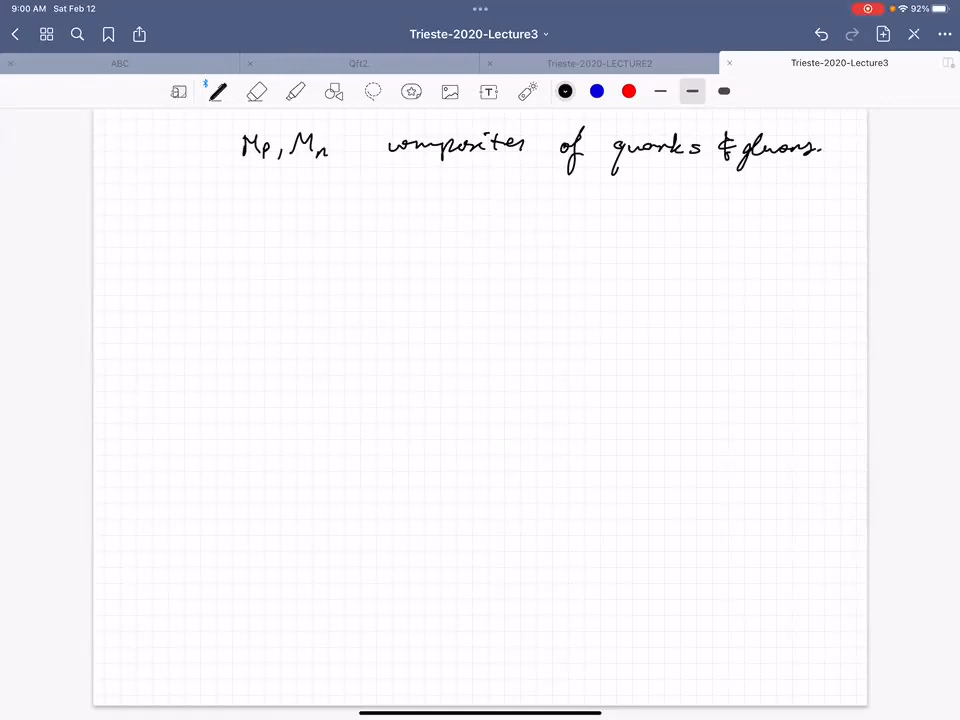 9:00 AM Sat Feb 12 92%
Trieste-2020-Lecture3
ABC Qft2. Trieste-2020-LECTURE2 Trieste-2020-Lecture3
Mp, Mn composites of quarks & gluons.